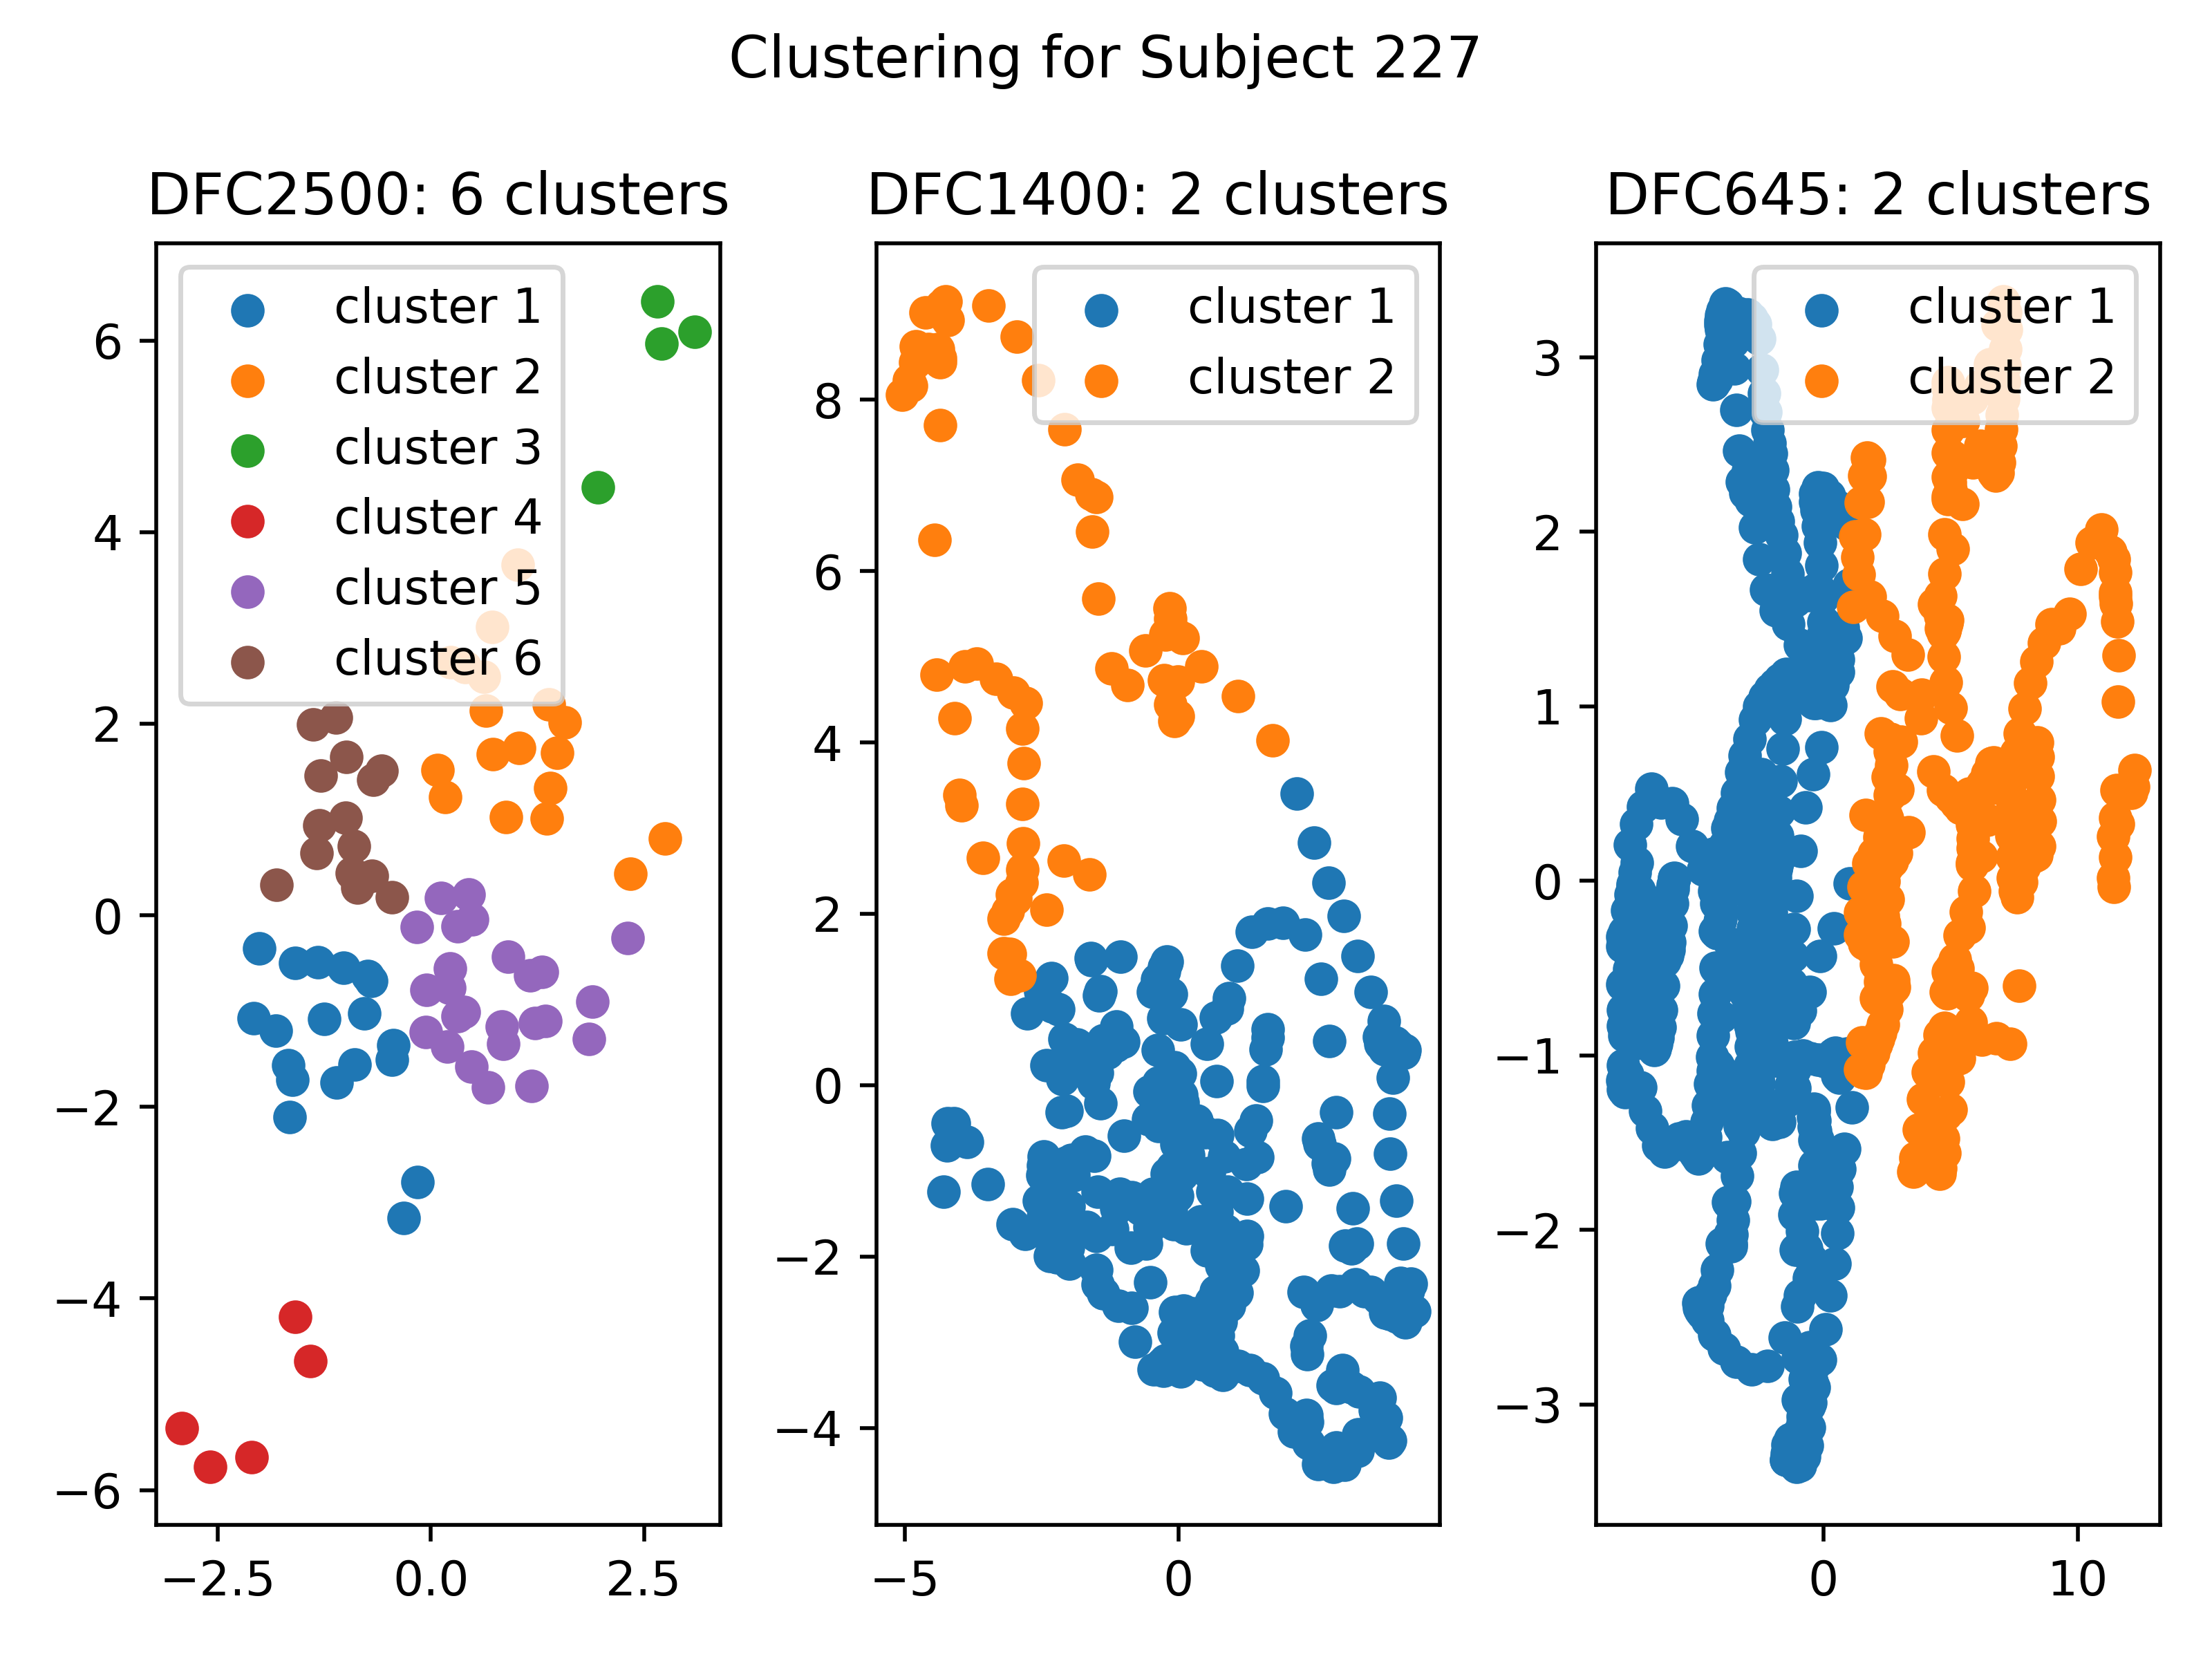 Clustering for Subject 227
DFC2500: 6 clusters
cluster 1
cluster 2
cluster 3
cluster 4
cluster 5
cluster 6
6
4
2
0
−2
−4
−6
−2.5 0.0 2.5
DFC1400: 2 clusters
cluster 1
cluster 2
8
6
4
2
0
−2
−4
−5 0
DFC645: 2 clusters
cluster 1
cluster 2
3
2
1
0
−1
−2
−3
0 10